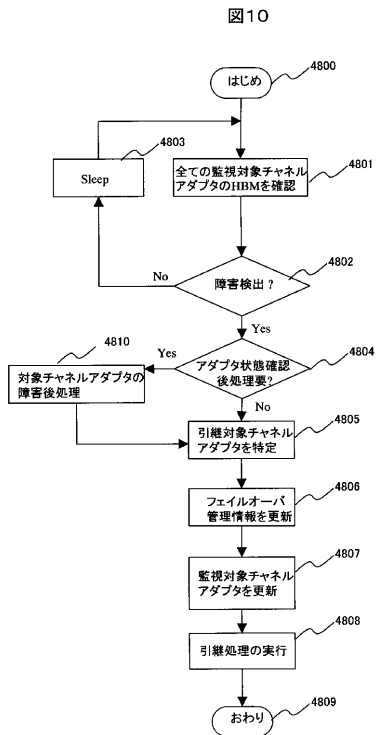 図10
はじめ
4800
4803
Sleep
全ての監視対象チャネル
アダプタのHBMを確認
4801
障害検出？
4802
No
Yes
アダプタ状態確認
後処理要？
4804
Yes
No
4810
対象チャネルアダプタの
障害後処理
引継対象チャネル
アダプタを特定
4805
フェイルオーバ
管理情報を更新
4806
監視対象チャネル
アダプタを更新
4807
引継処理の実行
4808
おわり
4809